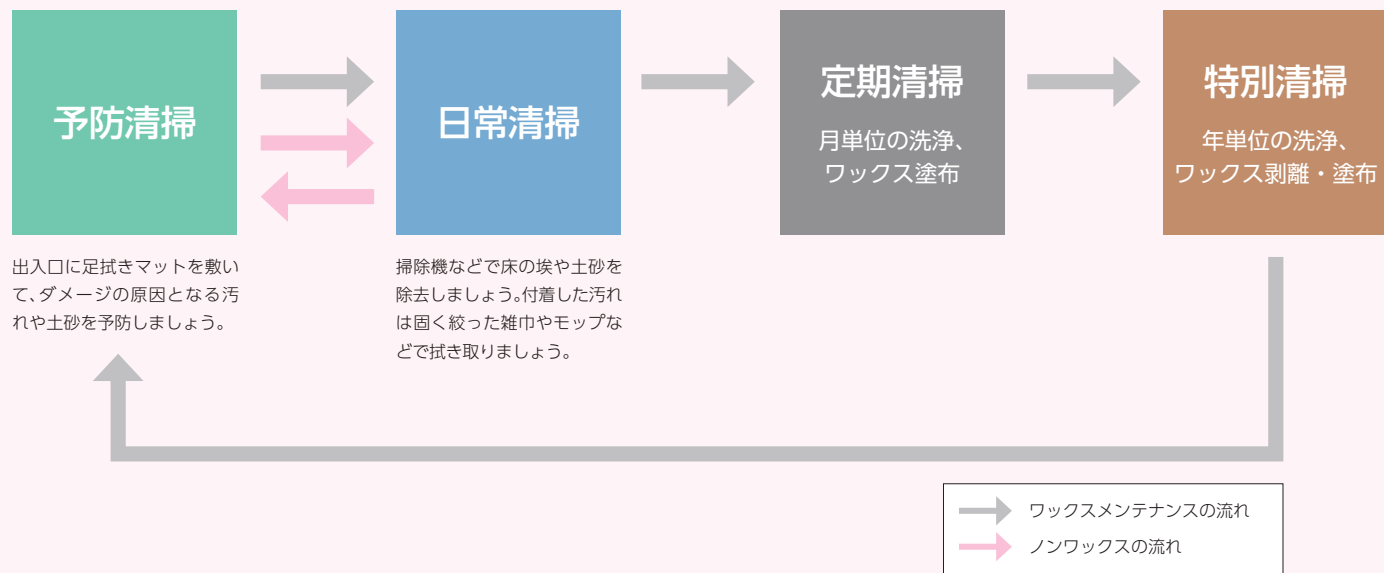 予防清掃
日常清掃
定期清掃
月単位の洗浄、
ワックス塗布
特別清掃
年単位の洗浄、
ワックス剥離・塗布
出入口に足拭きマットを敷い
て、ダメージの原因となる汚
れや土砂を予防しましょう。
掃除機などで床の埃や土砂を
除去しましょう。付着した汚れ
は固く絞った雑巾やモップな
どで拭き取りましょう。
ワックスメンテナンスの流れ
ノンワックスの流れ